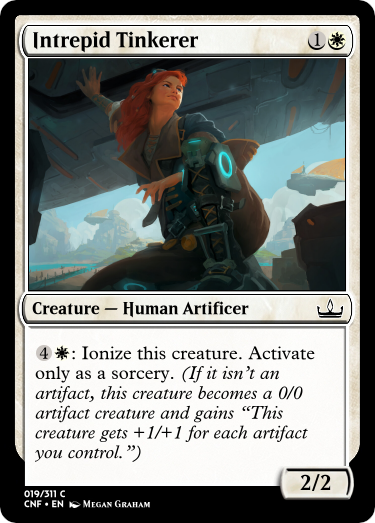 Intrepid Tinkerer 1
Creature — Human Artificer
4 : Ionize this creature. Activate
only as a sorcery. (If it isn't an
artifact, this creature becomes a 0/0
artifact creature and gains “This
creature gets +1/+1 for each artifact
you control.”)
2/2
019/311 C
CNF • EN Megan Graham